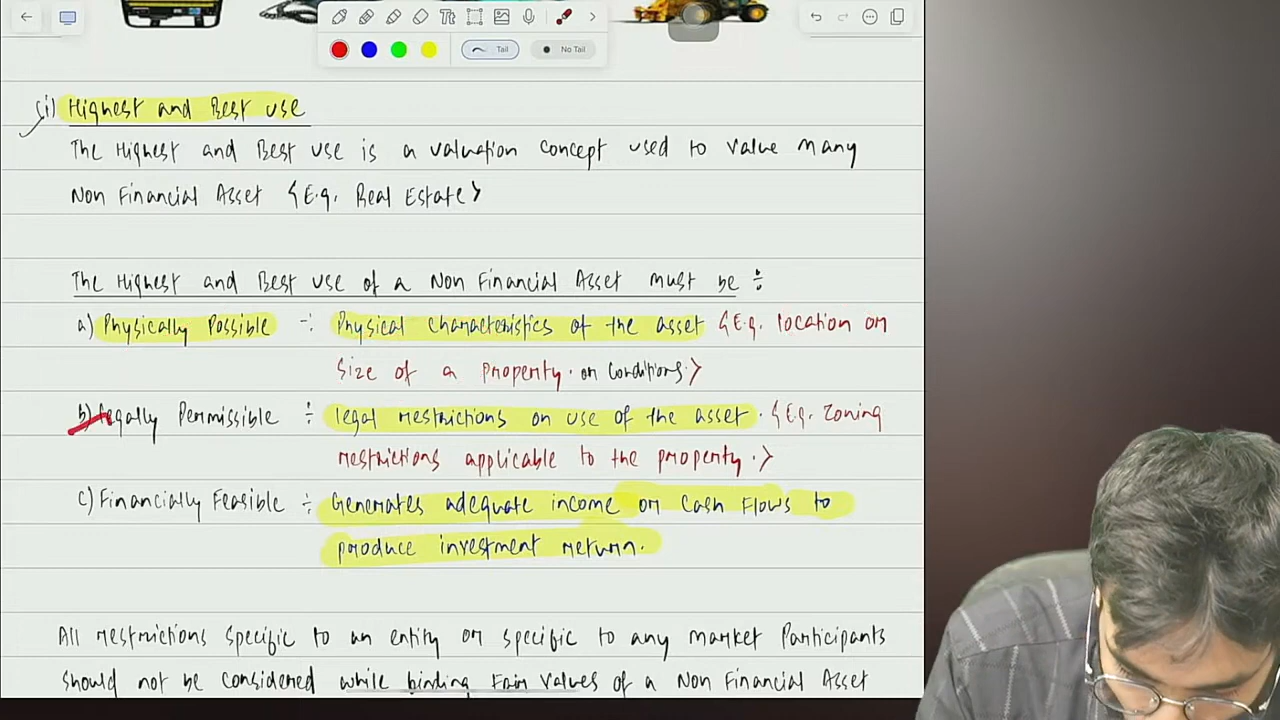 Tail
No Tail
(i) Highest and Best use
The Highest and Best use is a valuation concept used to value many
Non Financial Asset {E.g. Real Estate}
The Highest and Best use of a Non Financial Asset must be ÷
a) Physically Possible ÷ Physical characteristics of the asset {E.g. location or
Size of a property. or conditions.}
b) legally Permissible ÷ legal restrictions on use of the asset. {E.g. zoning
restrictions applicable to the property.}
c) Financially Feasible ÷ Generates adequate income or Cash Flows to
produce investment return.
All restrictions specific to an entity or specific to any market Participants
should not be considered while binding Fair values of a Non Financial Asset